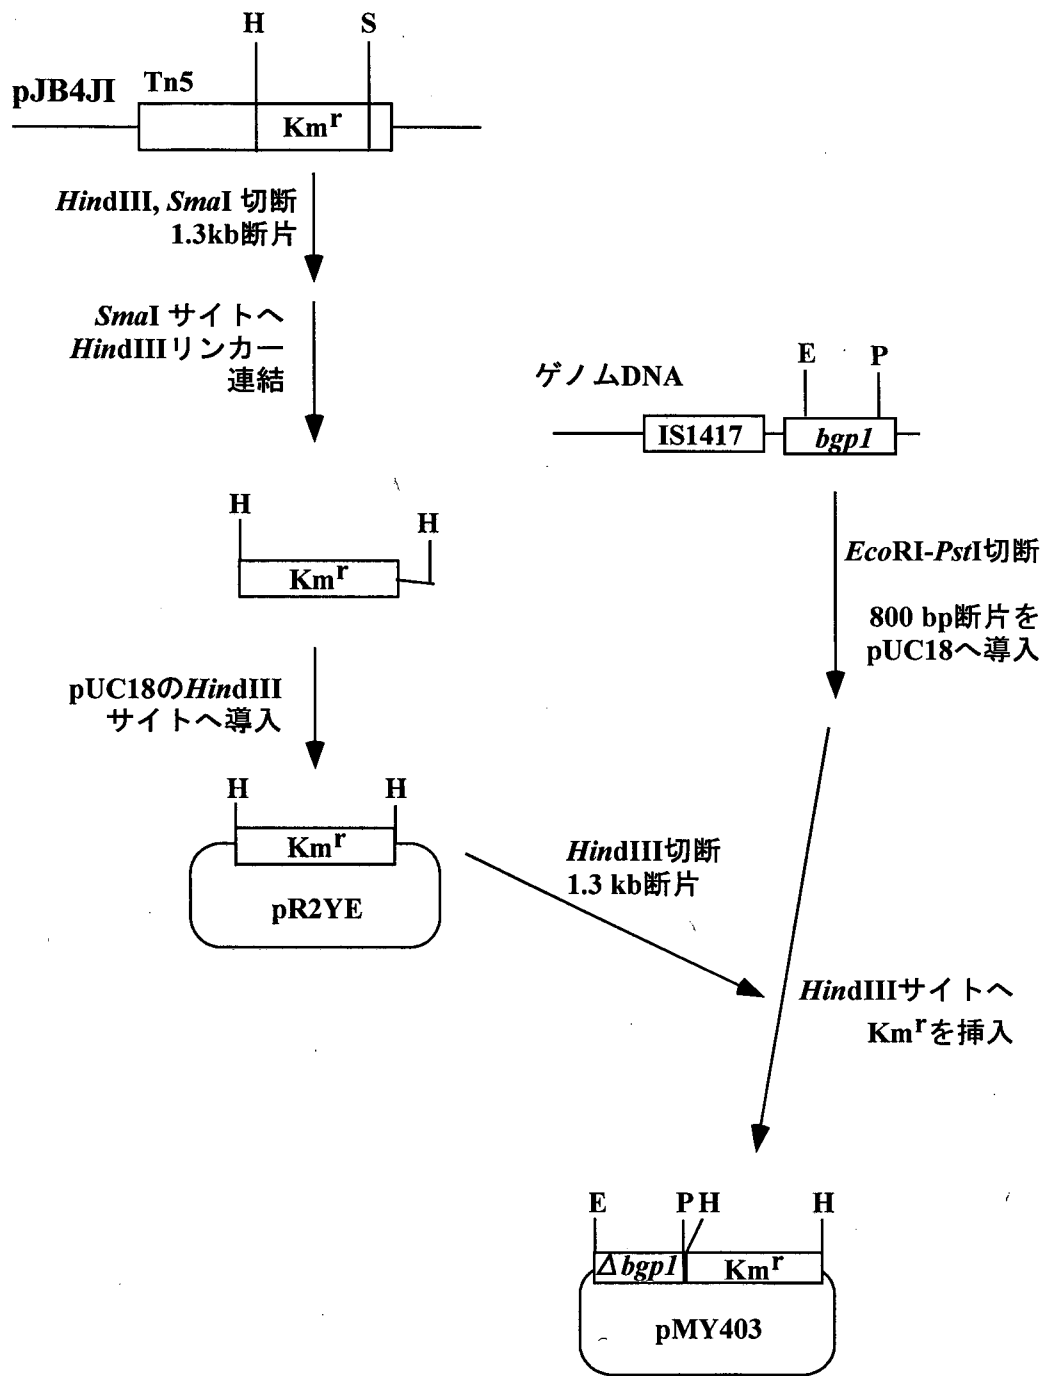 H S
pJB4JI
Tn5
Kmr
HindIII, SmaI 切断
1.3kb断片
SmaI サイトへ
HindIIIリンカー
連結
ゲノムDNA
E P
IS1417 bgp1
H H
Kmr
EcoRI-PstI切断
800 bp断片を
pUC18へ導入
pUC18のHindIII
サイトへ導入
H H
Kmr
pR2YE
HindIII切断
1.3 kb断片
HindIIIサイトへ
Kmrを挿入
E P H H
Δbgp1 Kmr
pMY403